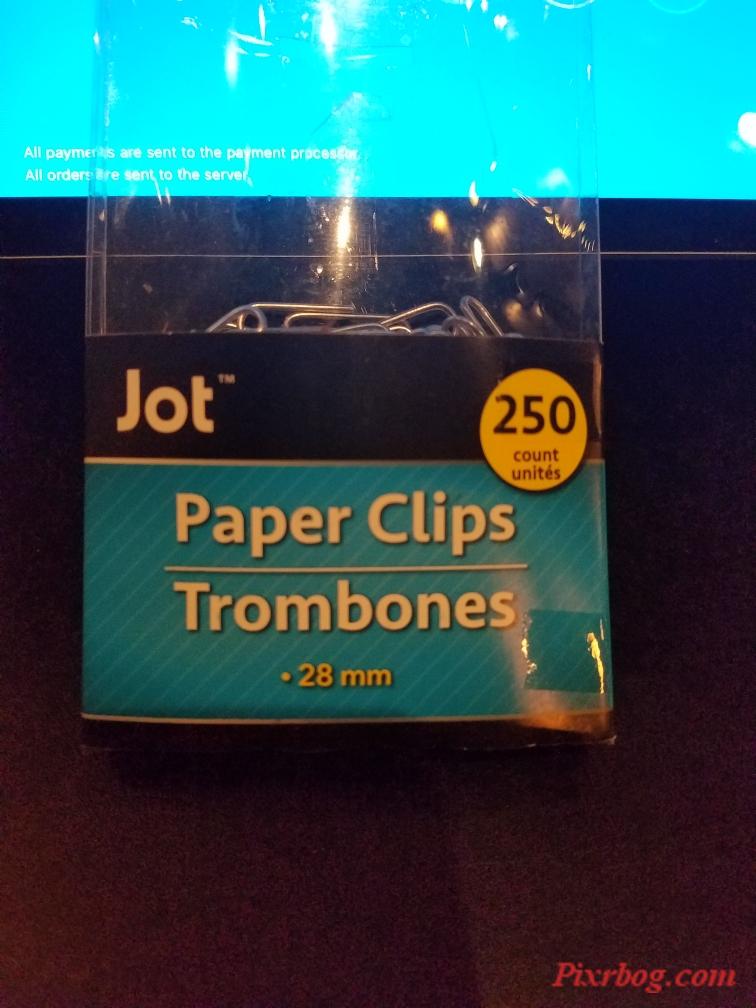 All payments are sent to the payment processor.
All orders are sent to the server.
Jot™
250
count
unités
Paper Clips
Trombones
• 28 mm
Pixrbog.com